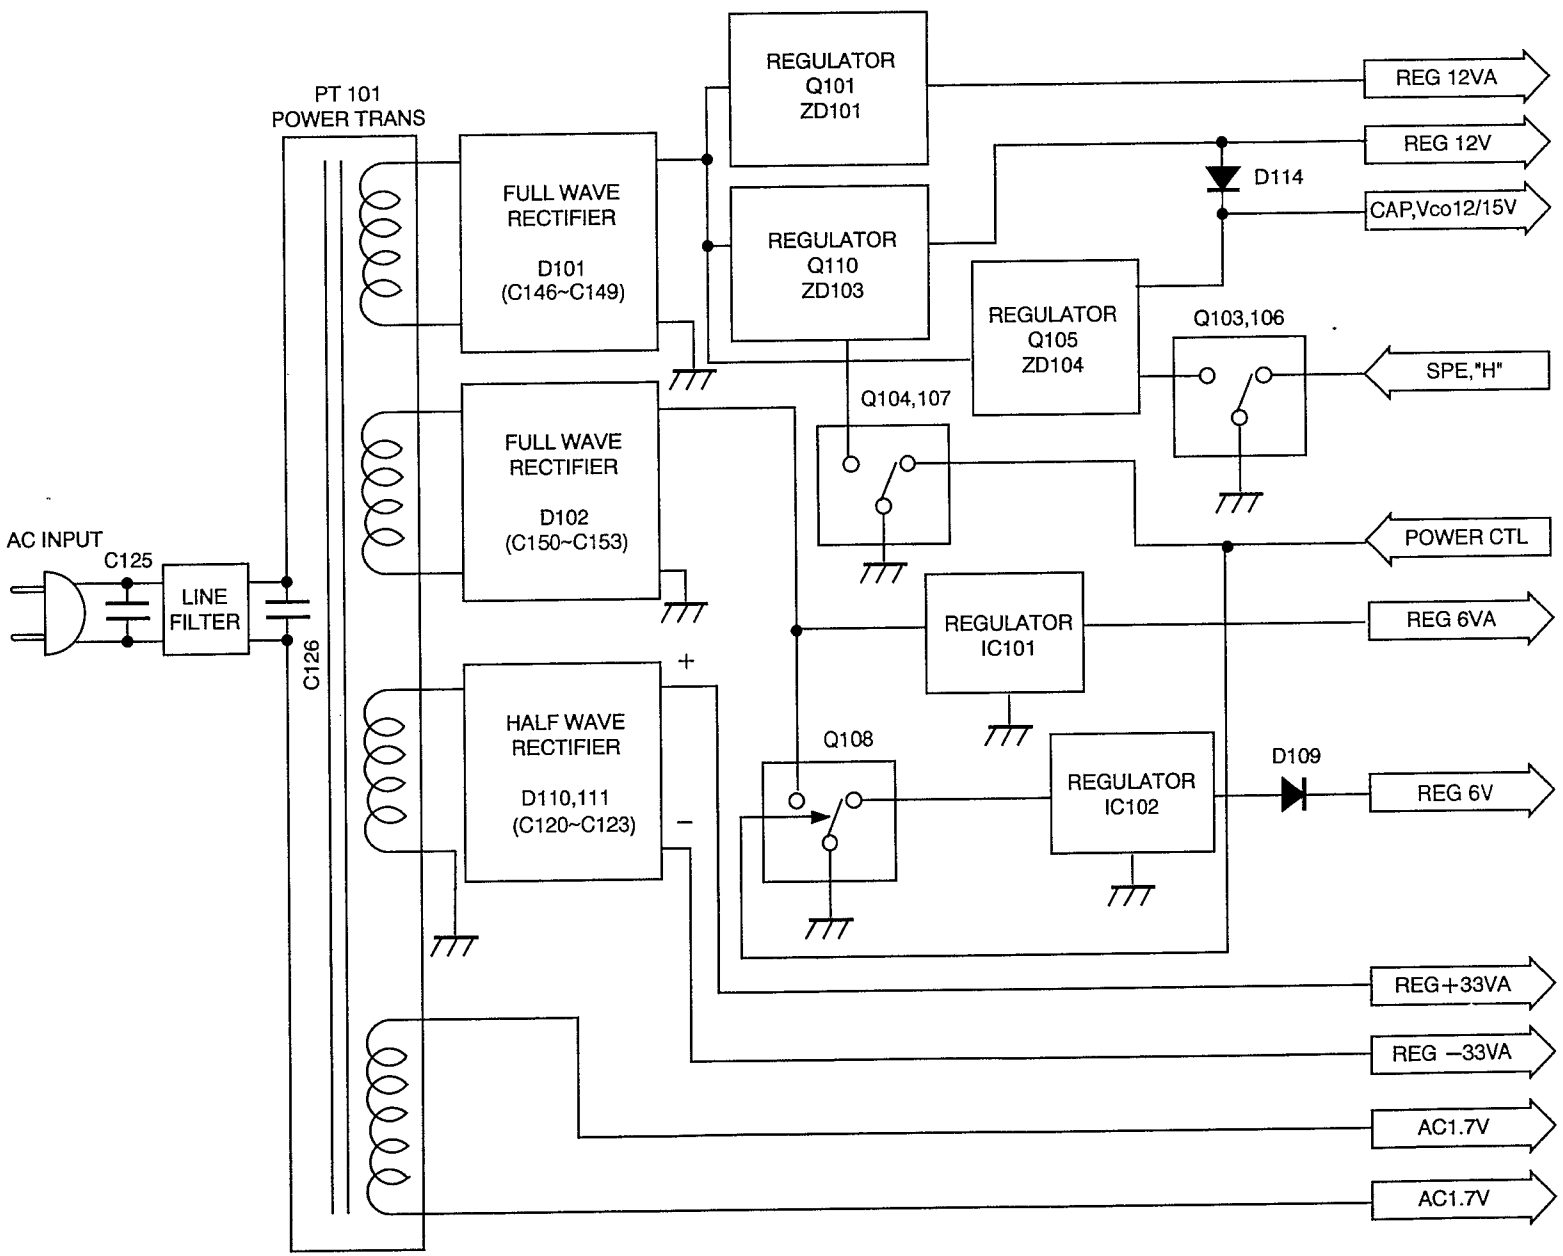 PT 101
POWER TRANS
AC INPUT
C125
LINE
FILTER
C126
FULL WAVE
RECTIFIER
D101
(C146~C149)
FULL WAVE
RECTIFIER
D102
(C150~C153)
HALF WAVE
RECTIFIER
D110,111
(C120~C123)
+
−
REGULATOR
Q101
ZD101
REGULATOR
Q110
ZD103
REGULATOR
Q105
ZD104
Q104,107
Q103,106
D114
REGULATOR
IC101
Q108
REGULATOR
IC102
D109
REG 12VA
REG 12V
CAP,Vco12/15V
SPE,"H"
POWER CTL
REG 6VA
REG 6V
REG+33VA
REG −33VA
AC1.7V
AC1.7V